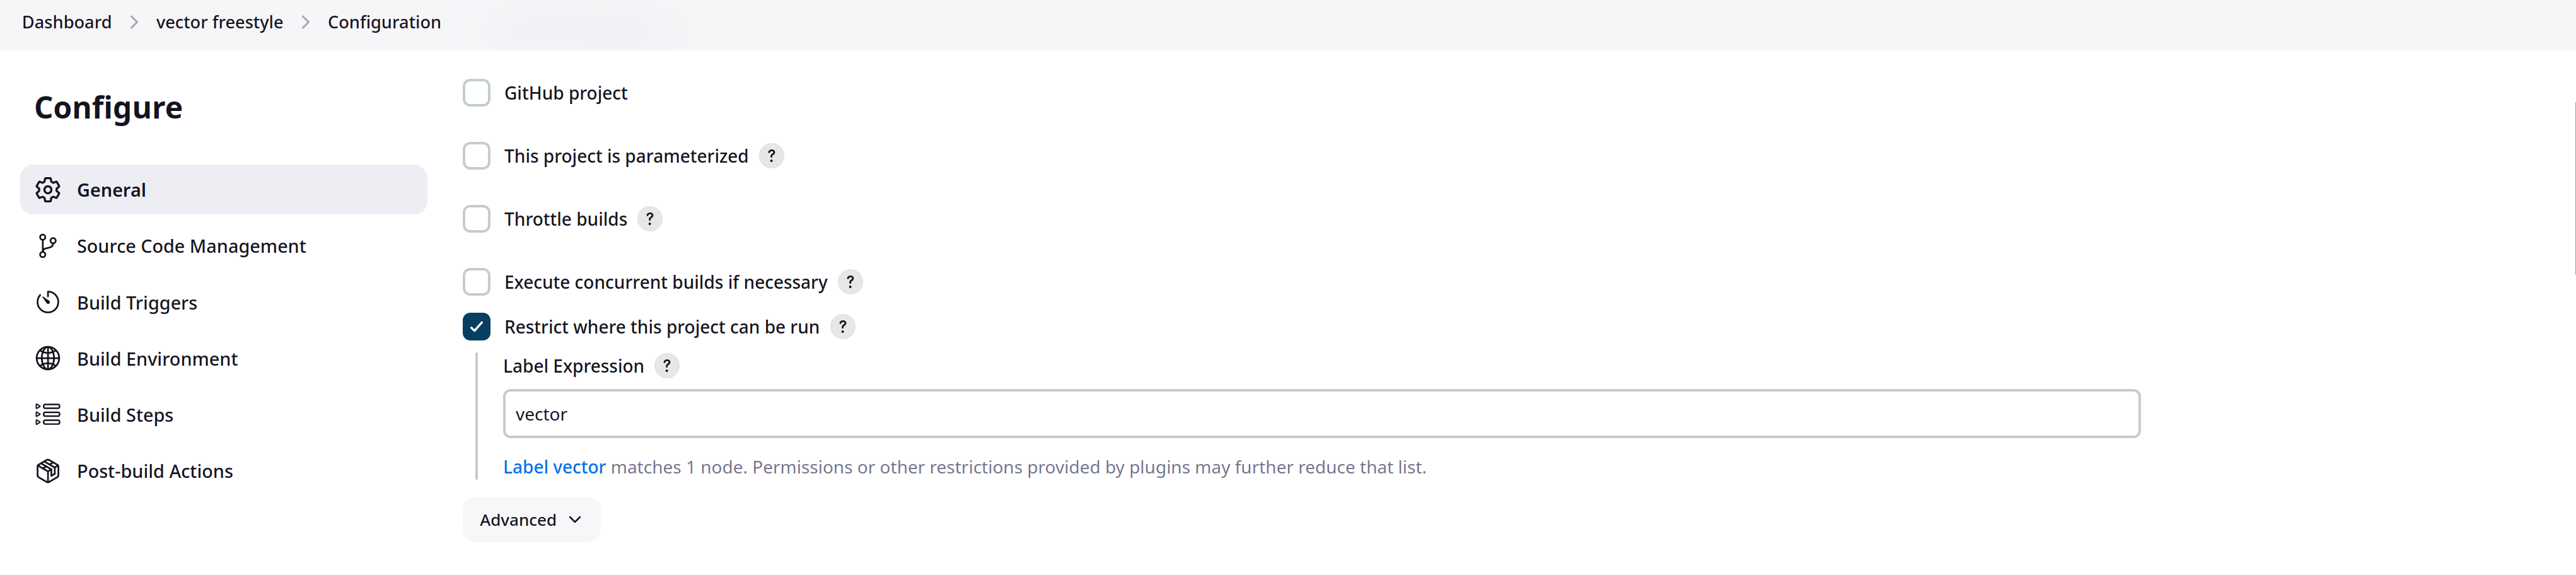 Dashboard > vector freestyle > Configuration
Configure
General
Source Code Management
Build Triggers
Build Environment
Build Steps
Post-build Actions
GitHub project
This project is parameterized ?
Throttle builds ?
Execute concurrent builds if necessary ?
Restrict where this project can be run ?
Label Expression ?
vector
Label vector matches 1 node. Permissions or other restrictions provided by plugins may further reduce that list.
Advanced